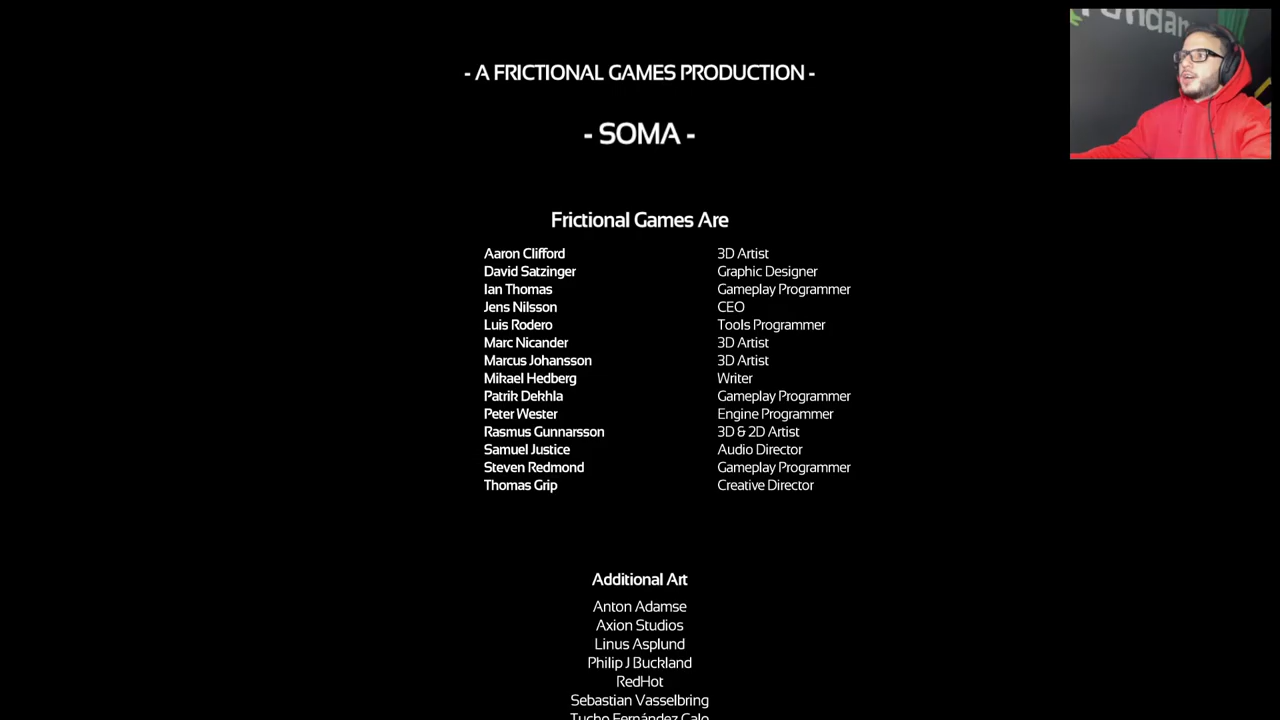 - A FRICTIONAL GAMES PRODUCTION -
- SOMA -
Frictional Games Are
Aaron Clifford 3D Artist
David Satzinger Graphic Designer
Ian Thomas Gameplay Programmer
Jens Nilsson CEO
Luis Rodero Tools Programmer
Marc Nicander 3D Artist
Marcus Johansson 3D Artist
Mikael Hedberg Writer
Patrik Dekhla Gameplay Programmer
Peter Wester Engine Programmer
Rasmus Gunnarsson 3D & 2D Artist
Samuel Justice Audio Director
Steven Redmond Gameplay Programmer
Thomas Grip Creative Director
Additional Art
Anton Adamse
Axion Studios
Linus Asplund
Philip J Buckland
RedHot
Sebastian Vasselbring
Tucho Fernández Calo